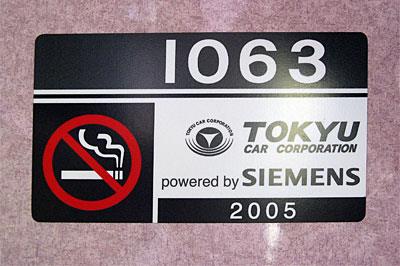 1063
TOKYU CAR CORPORATION
TOKYU
CAR CORPORATION
powered by SIEMENS
2005